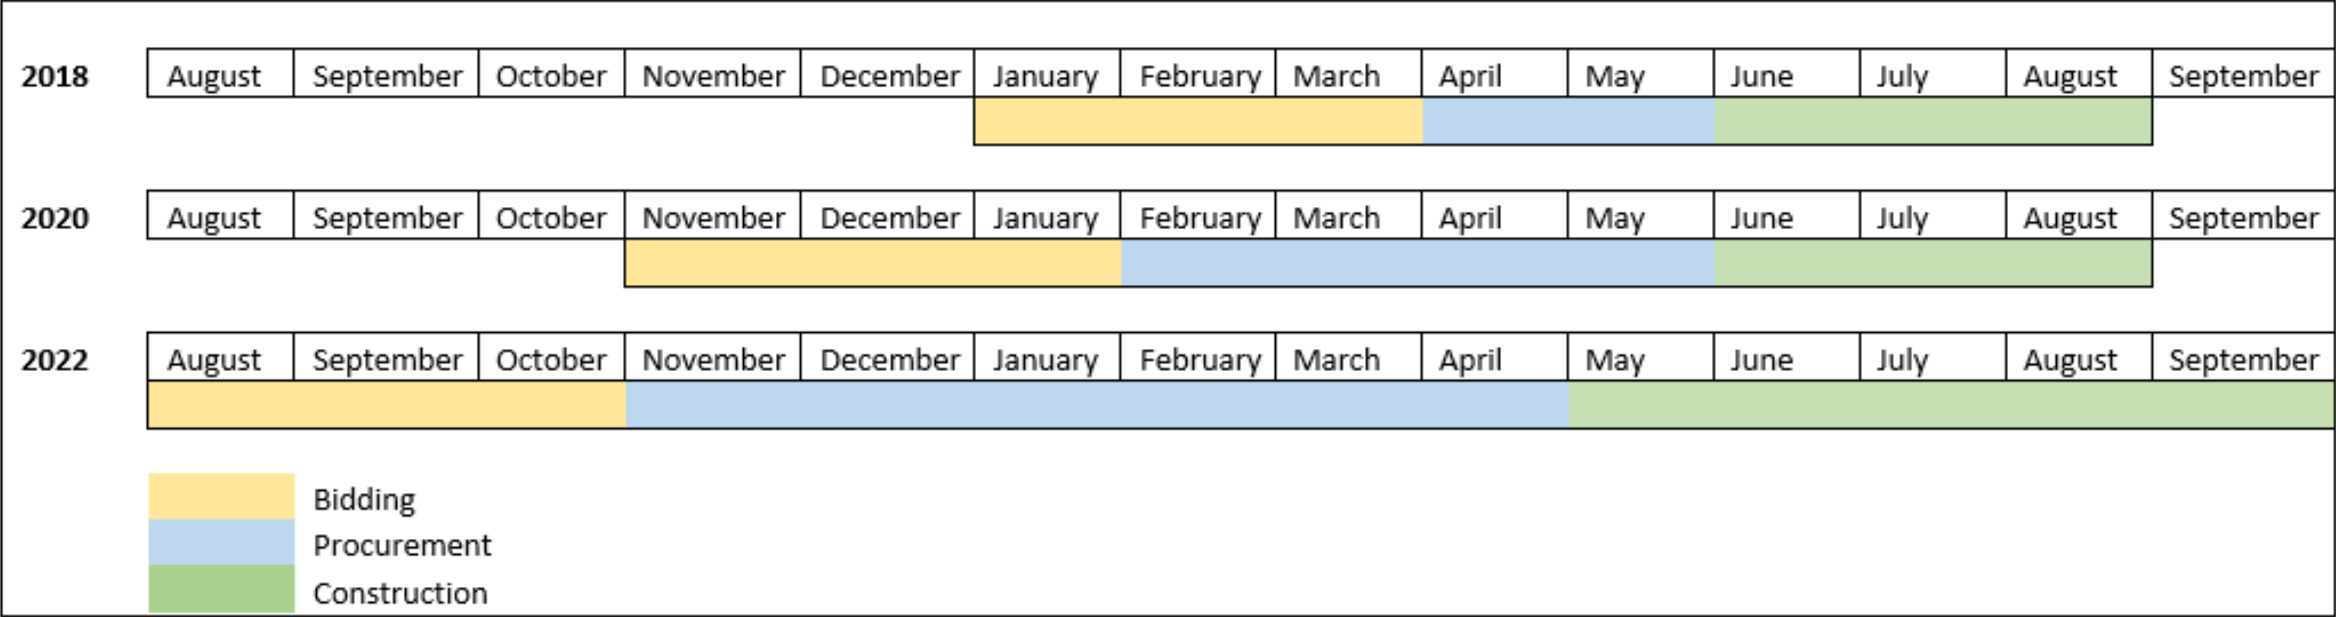 2018 August September October November December January February March April May June July August September
2020 August September October November December January February March April May June July August September
2022 August September October November December January February March April May June July August September
Bidding
Procurement
Construction